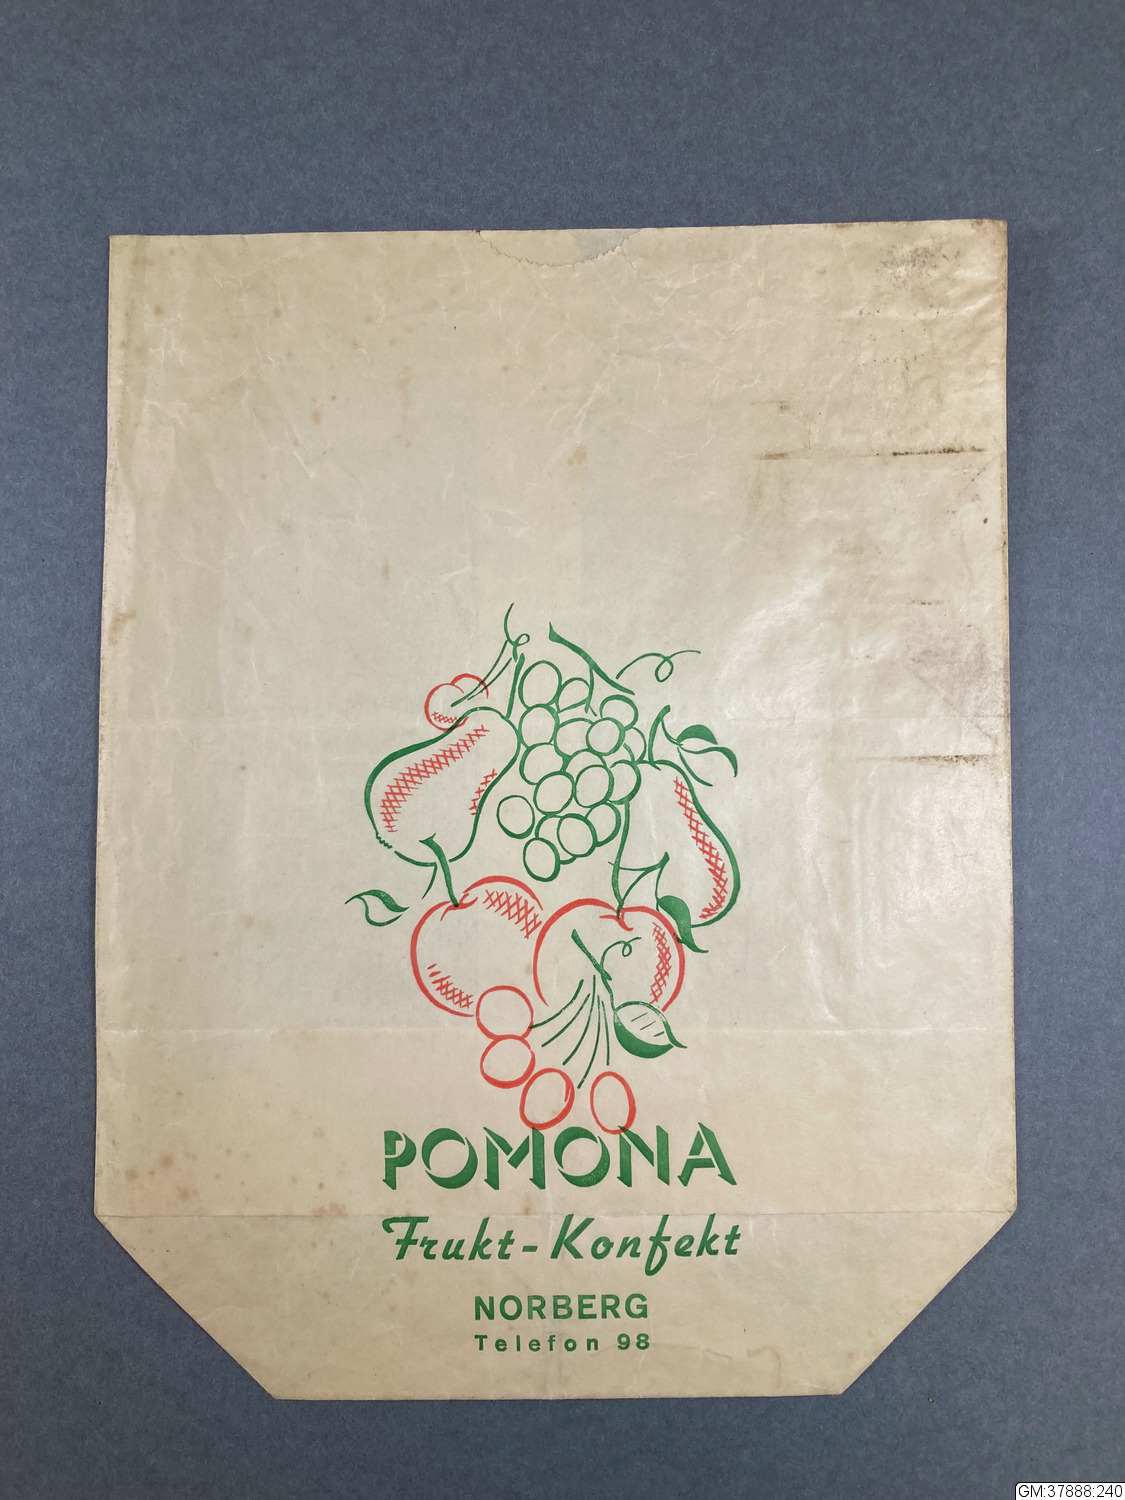 POMONA
Frukt-Konfekt
NORBERG
Telefon 98
GM:37888:240